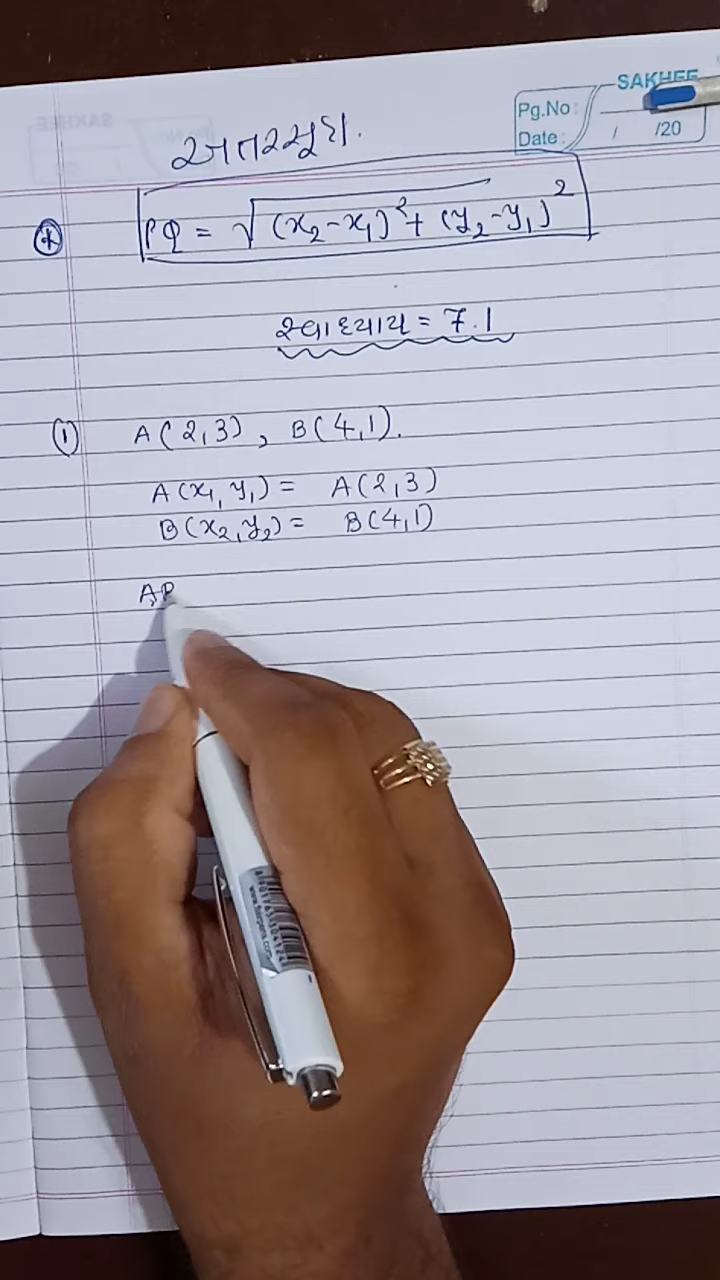 SAKHEE
Pg.No:
Date: / /20
અંતરસૂત્ર.
* PQ = √(x₂-x₁)² + (y₂-y₁)²
સ્વાધ્યાય = 7.1
① A(2,3), B(4,1).
A(x₁, y₁) = A(2,3)
B(x₂, y₂) = B(4,1)
AB